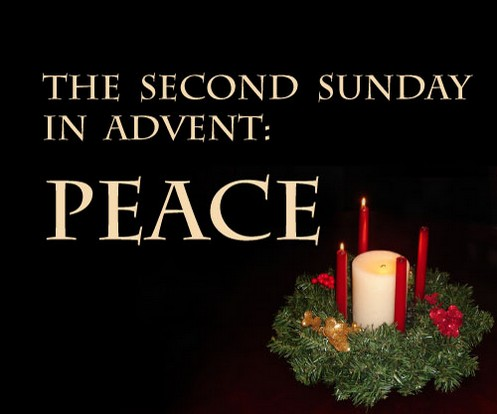 THE SECOND SUNDAY
IN ADVENT:
PEACE